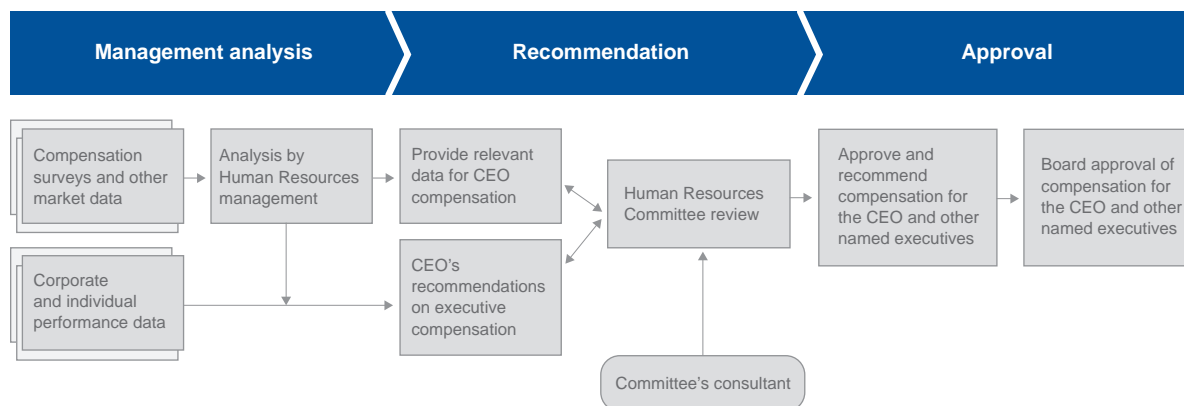 Management analysis
Recommendation
Approval
Compensation
surveys and other
market data
Analysis by
Human Resources
management
Provide relevant
data for CEO
compensation
Human Resources
Committee review
Approve and
recommend
compensation for
the CEO and other
named executives
Board approval of
compensation for
the CEO and other
named executives
Corporate
and individual
performance data
CEO’s
recommendations
on executive
compensation
Committee’s consultant